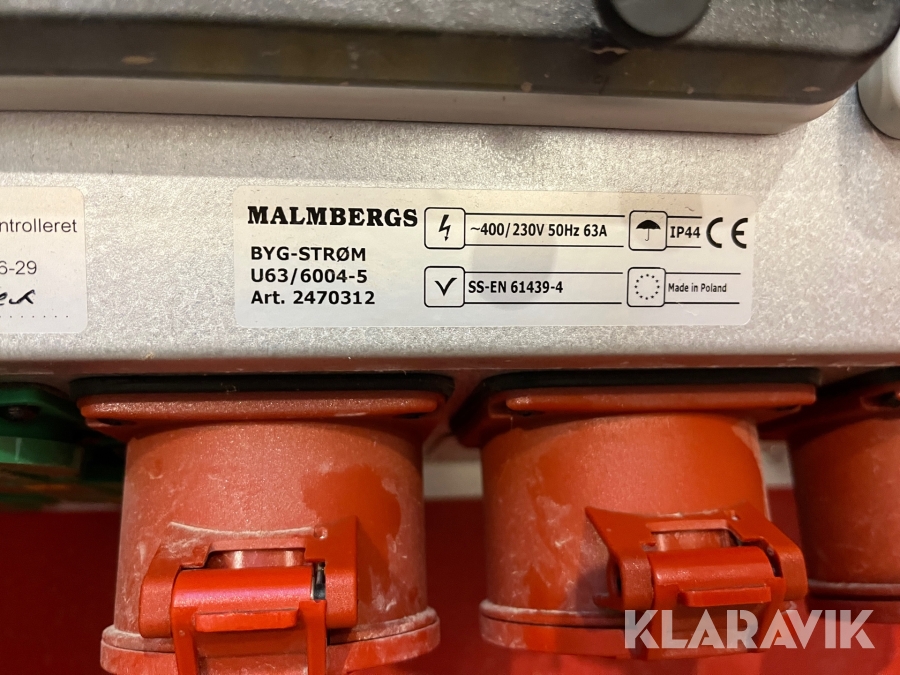 ntrolleret
6-29
MALMBERGS
BYG-STRØM
U63/6004-5
Art. 2470312
~400/230V 50Hz 63A
IP44 CE
SS-EN 61439-4
Made in Poland
KLARAVIK